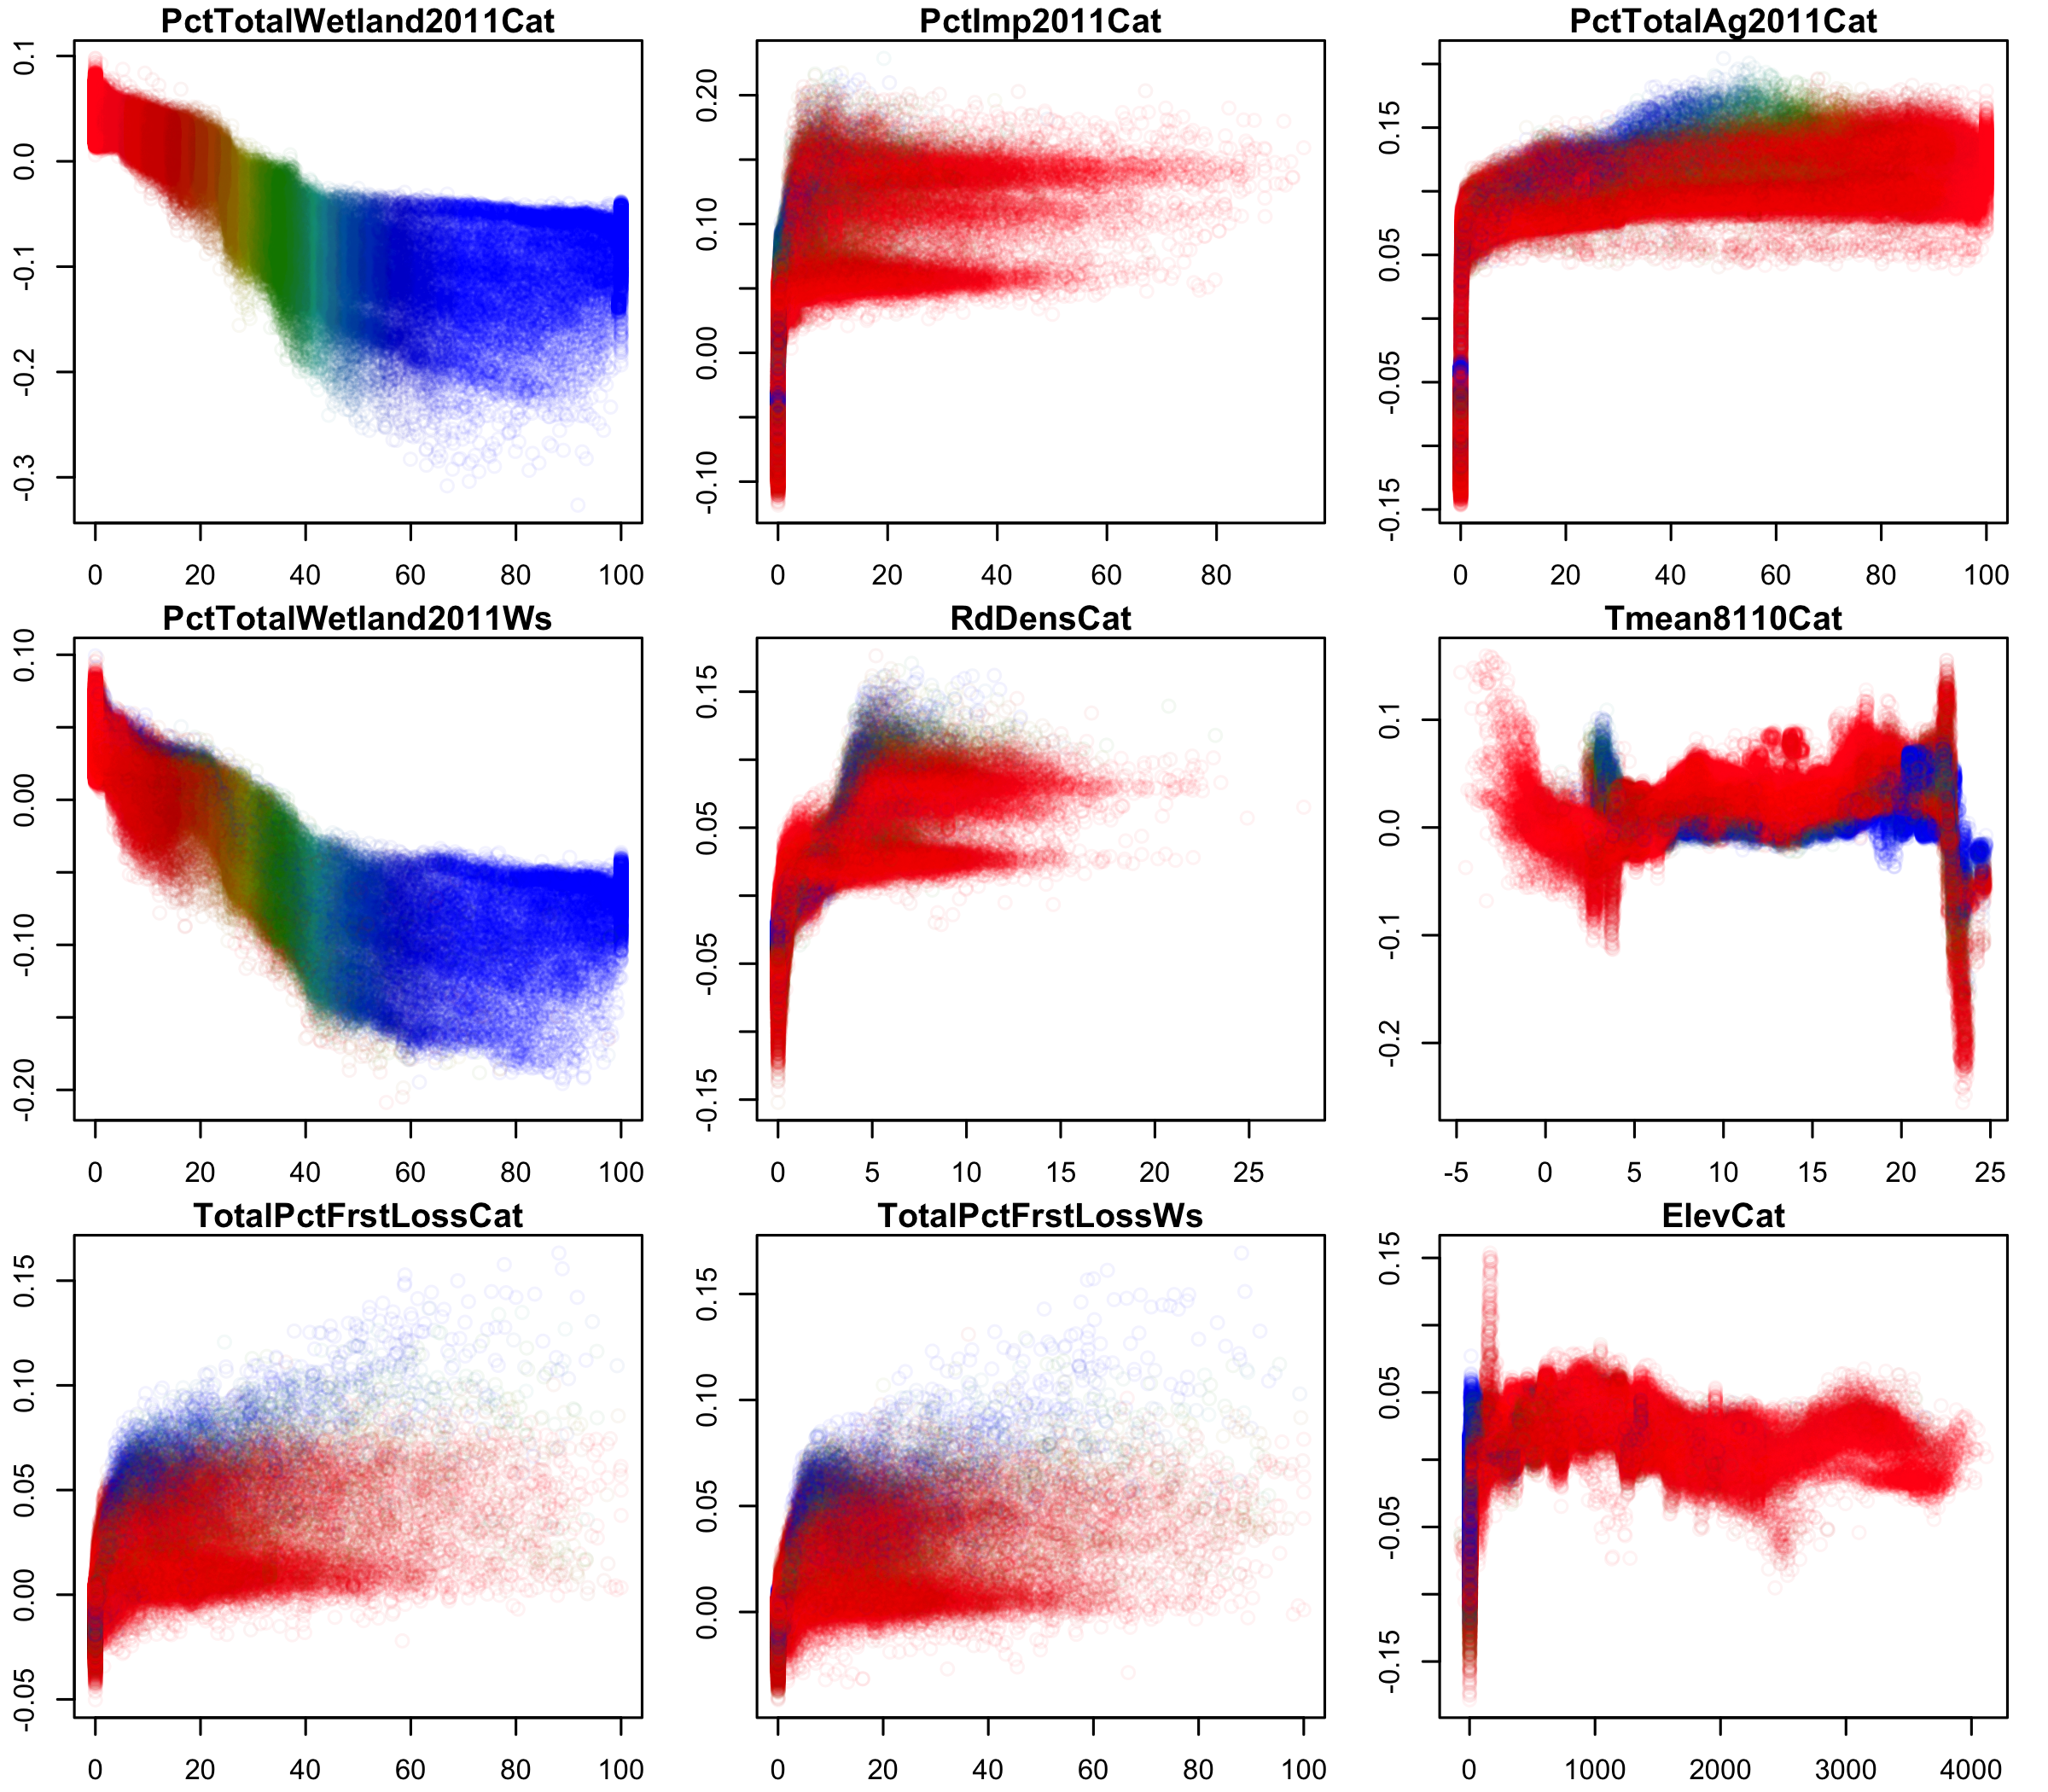 PctTotalWetland2011Cat
0.1
0.0
-0.1
-0.2
-0.3
0 20 40 60 80 100
PctImp2011Cat
0.20
0.10
0.00
-0.10
0 20 40 60 80
PctTotalAg2011Cat
0.15
0.05
-0.05
-0.15
0 20 40 60 80 100
PctTotalWetland2011Ws
0.10
0.00
-0.10
-0.20
0 20 40 60 80 100
RdDensCat
0.15
0.05
-0.05
-0.15
0 5 10 15 20 25
Tmean8110Cat
0.1
0.0
-0.1
-0.2
-5 0 5 10 15 20 25
TotalPctFrstLossCat
0.15
0.10
0.05
0.00
-0.05
0 20 40 60 80 100
TotalPctFrstLossWs
0.15
0.10
0.05
0.00
0 20 40 60 80 100
ElevCat
0.15
0.05
-0.05
-0.15
0 1000 2000 3000 4000